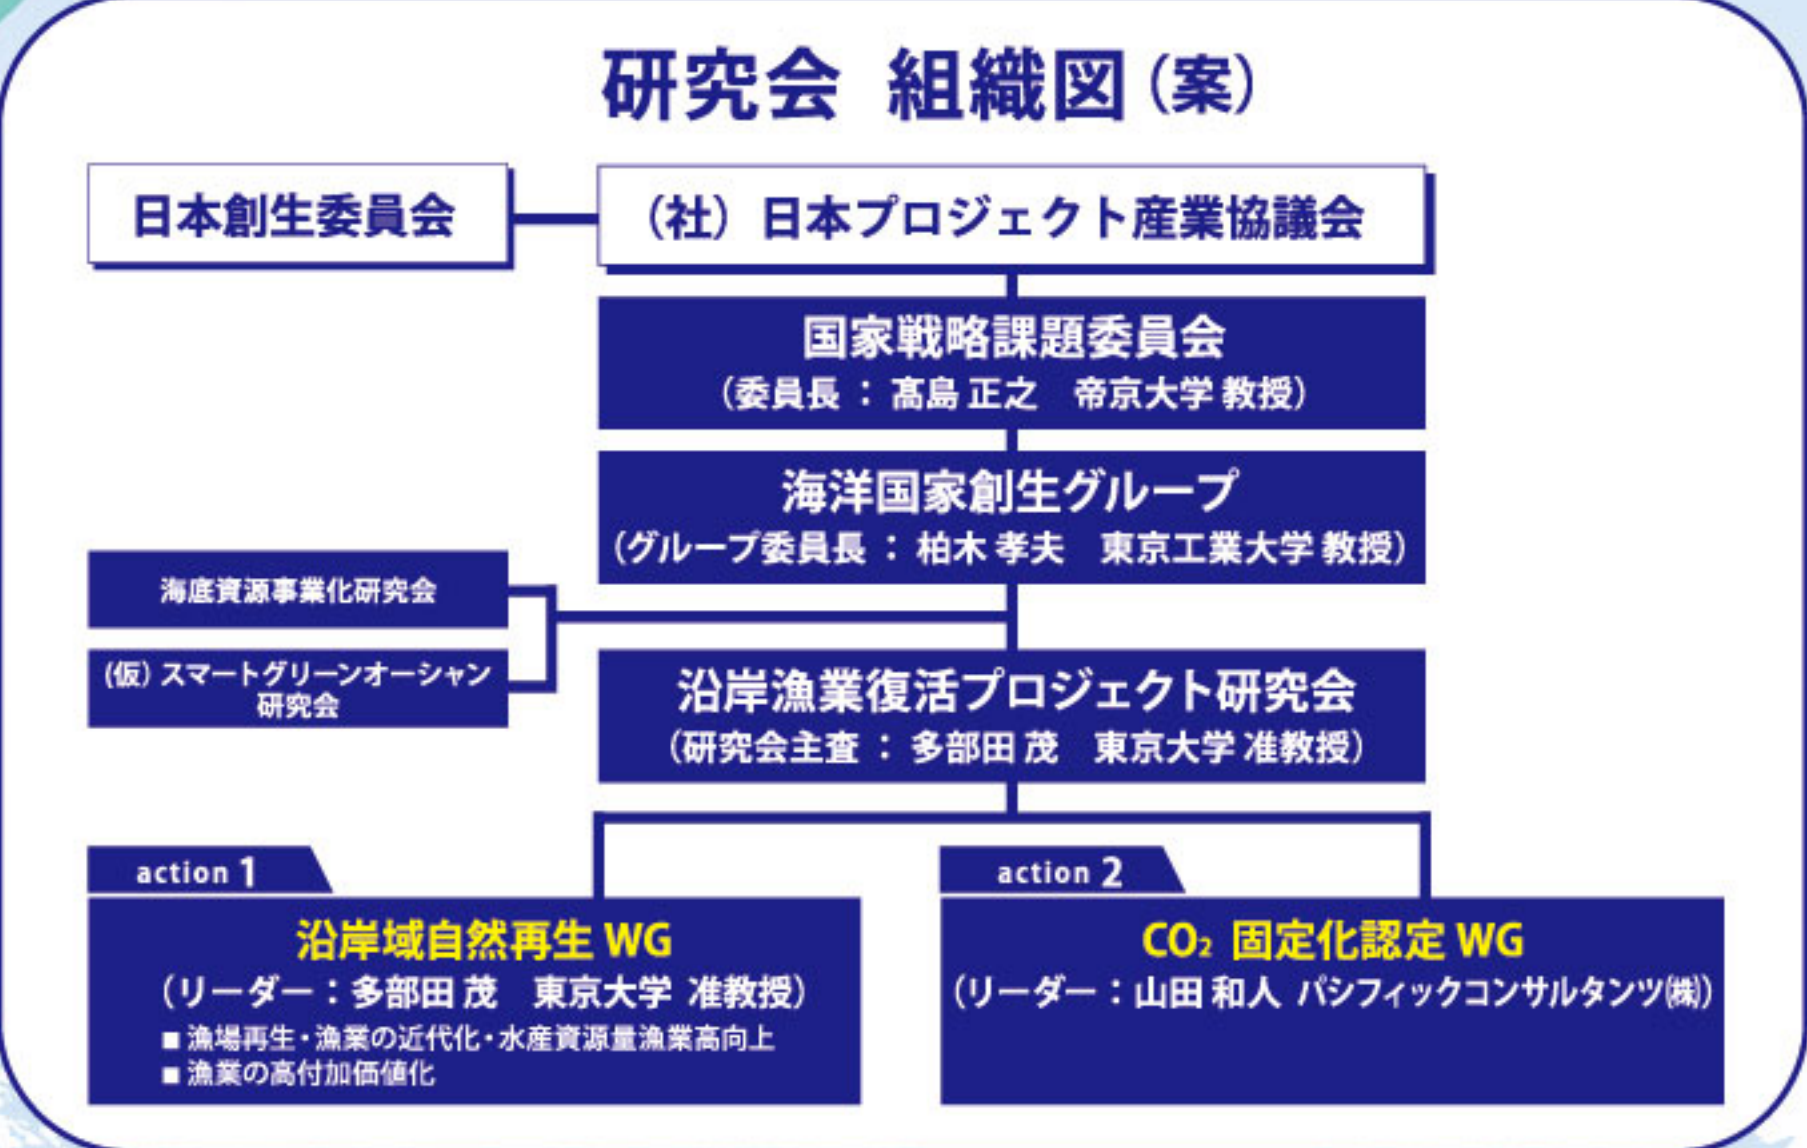 研究会 組織図（案）
日本創生委員会
（社）日本プロジェクト産業協議会
国家戦略課題委員会
（委員長 ： 髙島 正之　帝京大学 教授）
海洋国家創生グループ
（グループ委員長 ： 柏木 孝夫　東京工業大学 教授）
海底資源事業化研究会
（仮）スマートグリーンオーシャン
研究会
沿岸漁業復活プロジェクト研究会
（研究会主査 ： 多部田 茂　東京大学 准教授）
action 1
沿岸域自然再生 WG
（リーダー：多部田 茂　東京大学 准教授）
■ 漁場再生・漁業の近代化・水産資源量漁業高向上
■ 漁業の高付加価値化
action 2
CO₂ 固定化認定 WG
（リーダー：山田 和人 パシフィックコンサルタンツ㈱）